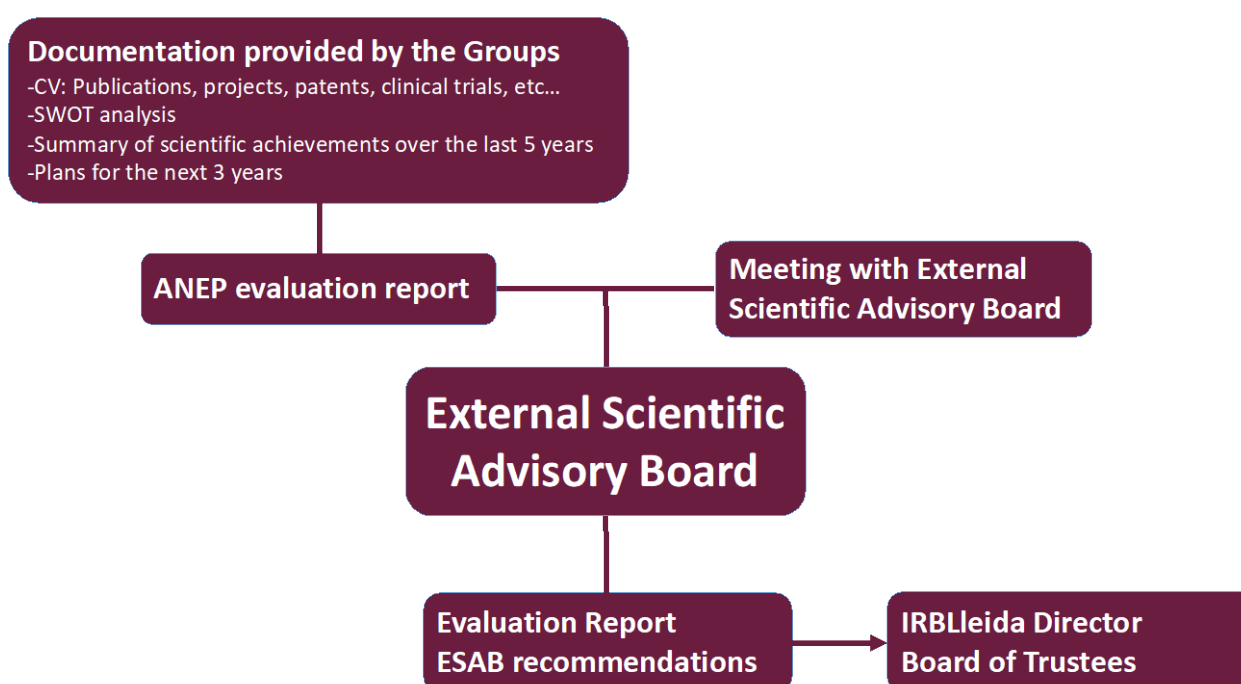 Documentation provided by the Groups
-CV: Publications, projects, patents, clinical trials, etc...
-SWOT analysis
-Summary of scientific achievements over the last 5 years
-Plans for the next 3 years
ANEP evaluation report
Meeting with External
Scientific Advisory Board
External Scientific
Advisory Board
Evaluation Report
ESAB recommendations
IRBLleida Director
Board of Trustees